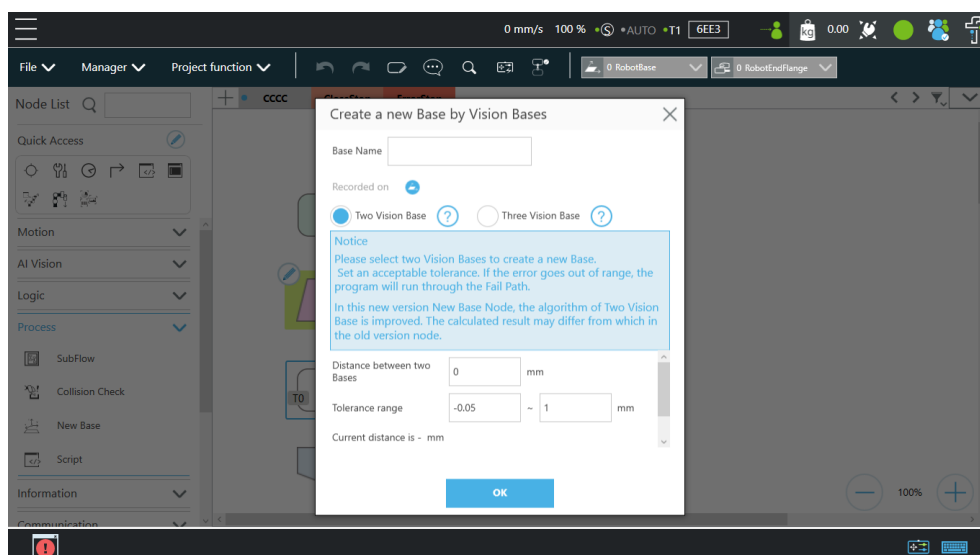 0 mm/s 100 % S AUTO T1 6EE3 kg 0.00
File Manager Project function 0 RobotBase 0 RobotEndFlange
Node List
cccc
Quick Access
Motion
AI Vision
Logic
Process
SubFlow
Collision Check
New Base
Script
Information
Communication
T0
Create a new Base by Vision Bases
Base Name
Recorded on
Two Vision Base ? Three Vision Base ?
Notice
Please select two Vision Bases to create a new Base.
Set an acceptable tolerance. If the error goes out of range, the
program will run through the Fail Path.
In this new version New Base Node, the algorithm of Two Vision
Base is improved. The calculated result may differ from which in
the old version node.
Distance between two
Bases
0 mm
Tolerance range -0.05 ~ 1 mm
Current distance is - mm
OK
100%